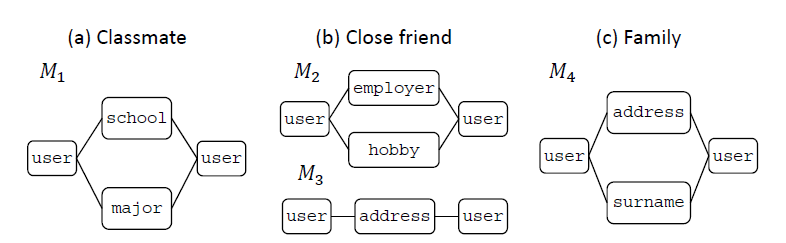 (a) Classmate
M₁
school
user
user
major
(b) Close friend
M₂
employer
user
user
hobby
M₃
user
address
user
(c) Family
M₄
address
user
user
surname